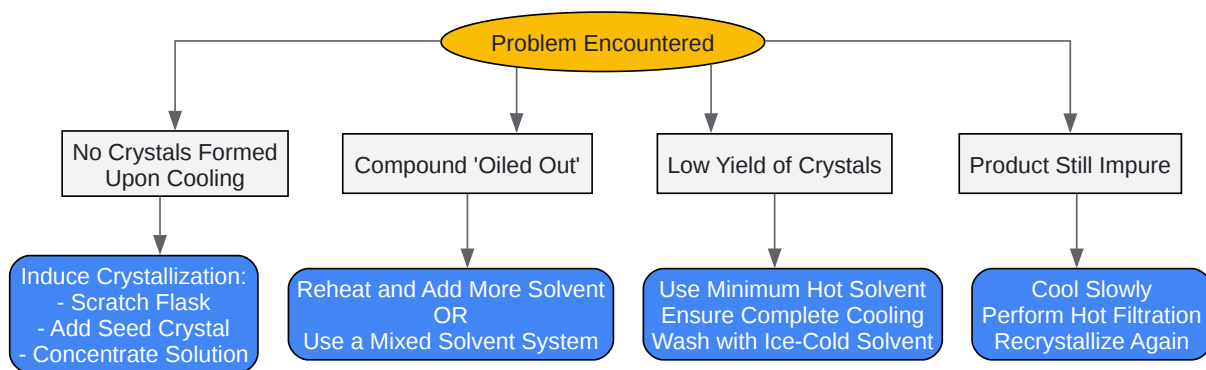 Problem Encountered
No Crystals Formed
Upon Cooling
Compound 'Oiled Out'
Low Yield of Crystals
Product Still Impure
Induce Crystallization:
- Scratch Flask
- Add Seed Crystal
- Concentrate Solution
Reheat and Add More Solvent
OR
Use a Mixed Solvent System
Use Minimum Hot Solvent
Ensure Complete Cooling
Wash with Ice-Cold Solvent
Cool Slowly
Perform Hot Filtration
Recrystallize Again